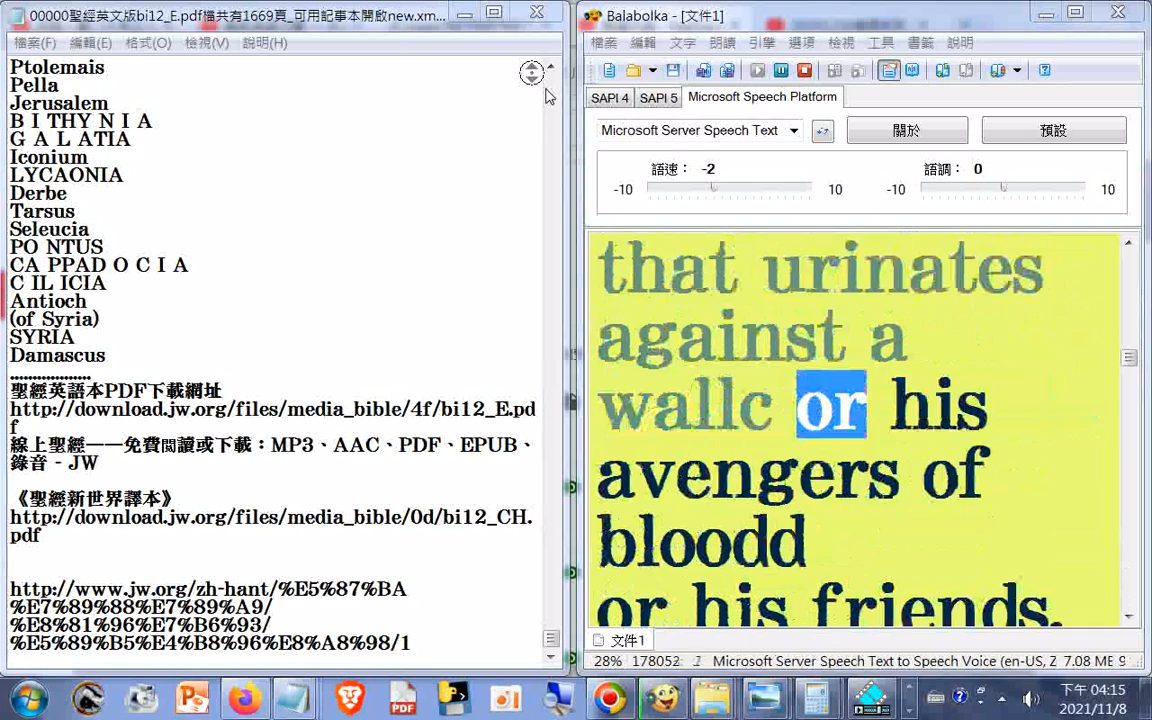 00000聖經英文版bi12_E.pdf檔共有1669頁_可用記事本開啟new.xm...
檔案(F) 編輯(E) 格式(O) 檢視(V) 說明(H)
Ptolemais
Pella
Jerusalem
B I THY N I A
G A L ATIA
Iconium
LYCAONIA
Derbe
Tarsus
Seleucia
PO NTUS
CA PPAD O C I A
C IL ICIA
Antioch
(of Syria)
SYRIA
Damascus
..................
聖經英語本PDF下載網址
http://download.jw.org/files/media_bible/4f/bi12_E.pd
f
線上聖經——免費閱讀或下載：MP3、AAC、PDF、EPUB、
錄音 - JW
《聖經新世界譯本》
http://download.jw.org/files/media_bible/0d/bi12_CH.
pdf
http://www.jw.org/zh-hant/%E5%87%BA
%E7%89%88%E7%89%A9/
%E8%81%96%E7%B6%93/
%E5%89%B5%E4%B8%96%E8%A8%98/1
Balabolka - [文件1]
檔案 編輯 文字 朗讀 引擎 選項 檢視 工具 書籤 說明
SAPI 4 SAPI 5 Microsoft Speech Platform
Microsoft Server Speech Text 關於 預設
語速： -2 語調： 0
-10 10 -10 10
that urinates
against a
wallc or his
avengers of
bloodd
or his friends.
文件1
28% 178052 Microsoft Server Speech Text to Speech Voice (en-US, Z 7.08 MB 9
PDF
下午 04:15
2021/11/8